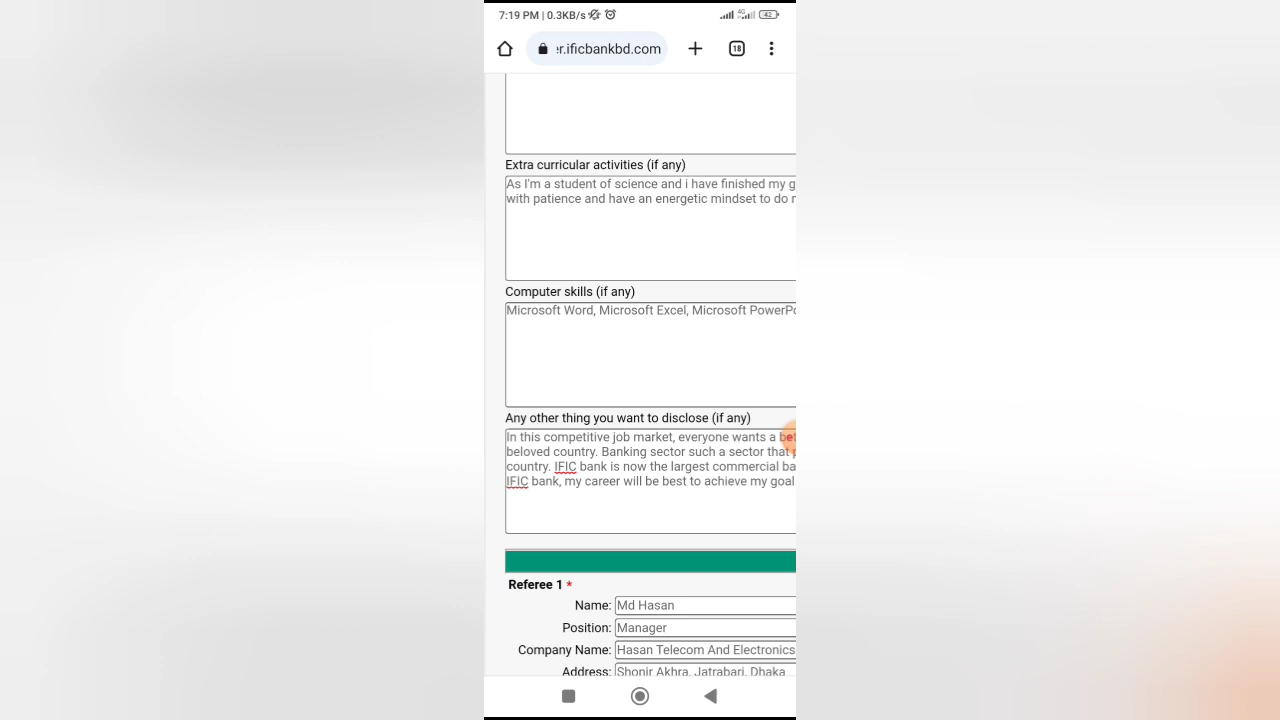 7:19 PM | 0.3KB/s
4G
42
r.ificbankbd.com
18
Extra curricular activities (if any)
As I'm a student of science and i have finished my g
with patience and have an energetic mindset to do
Computer skills (if any)
Microsoft Word, Microsoft Excel, Microsoft PowerPo
Any other thing you want to disclose (if any)
In this competitive job market, everyone wants a be
beloved country. Banking sector such a sector that
country. IFIC bank is now the largest commercial ba
IFIC bank, my career will be best to achieve my goal
Referee 1 *
Name: Md Hasan
Position: Manager
Company Name: Hasan Telecom And Electronics
Address: Shonir Akhra, Jatrabari, Dhaka